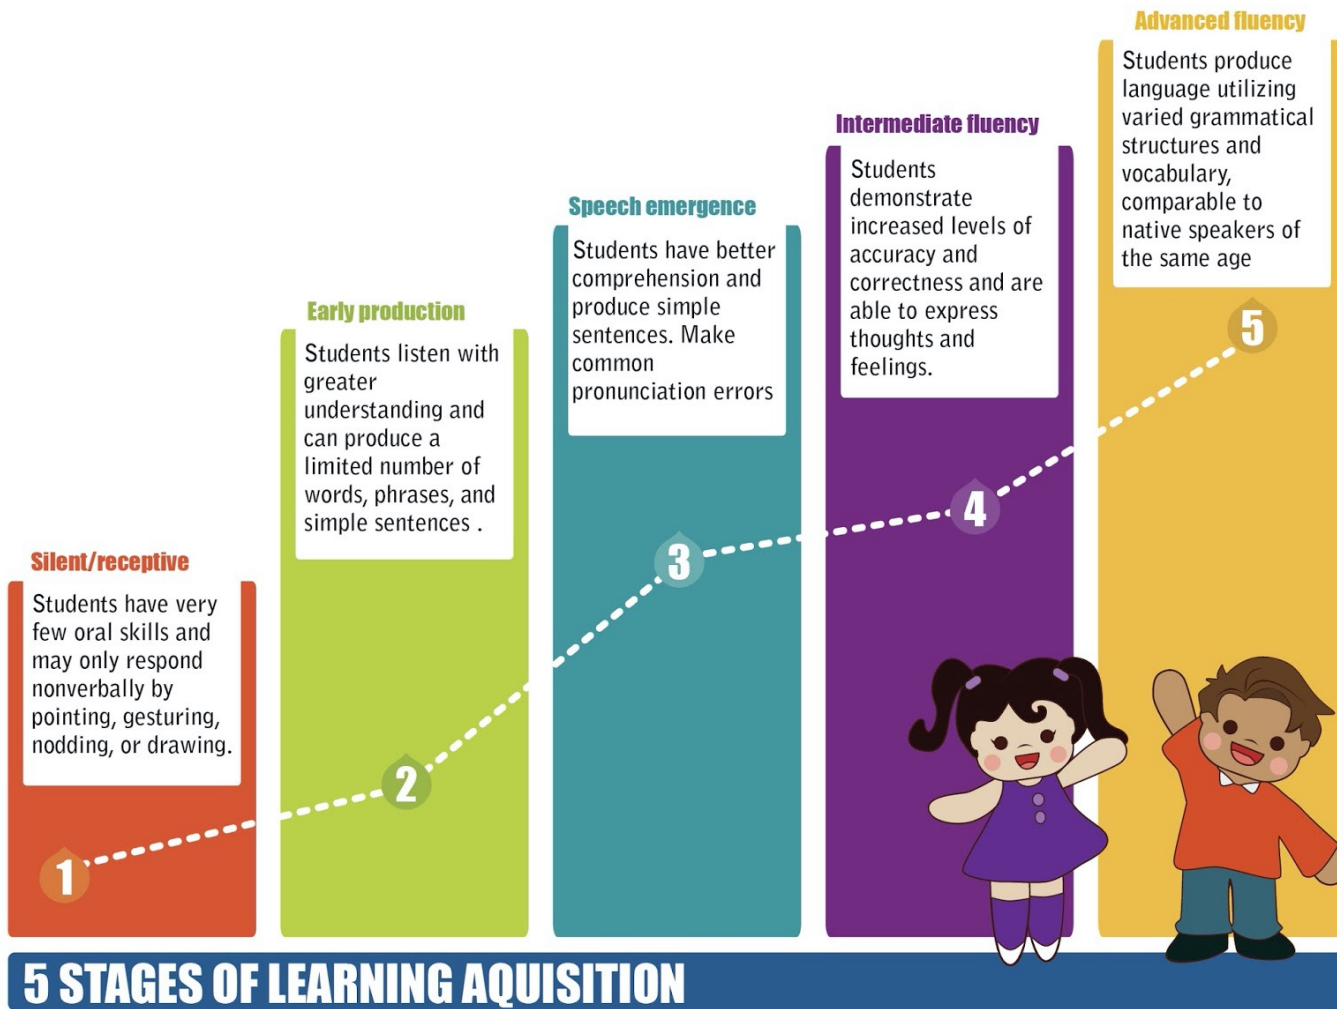 Silent/receptive
Students have very
few oral skills and
may only respond
nonverbally by
pointing, gesturing,
nodding, or drawing.
1
Early production
Students listen with
greater
understanding and
can produce a
limited number of
words, phrases, and
simple sentences .
2
Speech emergence
Students have better
comprehension and
produce simple
sentences. Make
common
pronunciation errors
3
Intermediate fluency
Students
demonstrate
increased levels of
accuracy and
correctness and are
able to express
thoughts and
feelings.
4
Advanced fluency
Students produce
language utilizing
varied grammatical
structures and
vocabulary,
comparable to
native speakers of
the same age
5
5 STAGES OF LEARNING AQUISITION